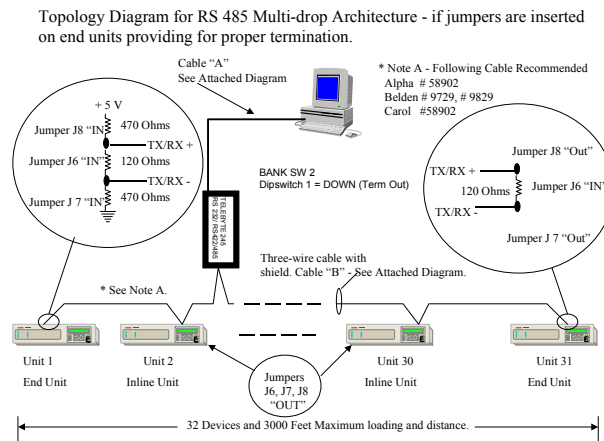 Topology Diagram for RS 485 Multi-drop Architecture - if jumpers are inserted
on end units providing for proper termination.
Cable “A”
See Attached Diagram
* Note A - Following Cable Recommended
Alpha # 58902
Belden # 9729, # 9829
Carol #58902
+ 5 V
Jumper J8 “IN”
470 Ohms
TX/RX +
Jumper J6 “IN”
120 Ohms
TX/RX -
Jumper J 7 “IN”
470 Ohms
BANK SW 2
Dipswitch 1 = DOWN (Term Out)
TELEBYTE 245
RS 232/ RS422/485
Jumper J8 “Out”
TX/RX +
120 Ohms
Jumper J6 “IN”
TX/RX -
Jumper J 7 “Out”
Three-wire cable with
shield. Cable “B” - See Attached Diagram.
* See Note A.
Unit 1
End Unit
Unit 2
Inline Unit
Jumpers
J6, J7, J8
“OUT”
Unit 30
Inline Unit
Unit 31
End Unit
32 Devices and 3000 Feet Maximum loading and distance.